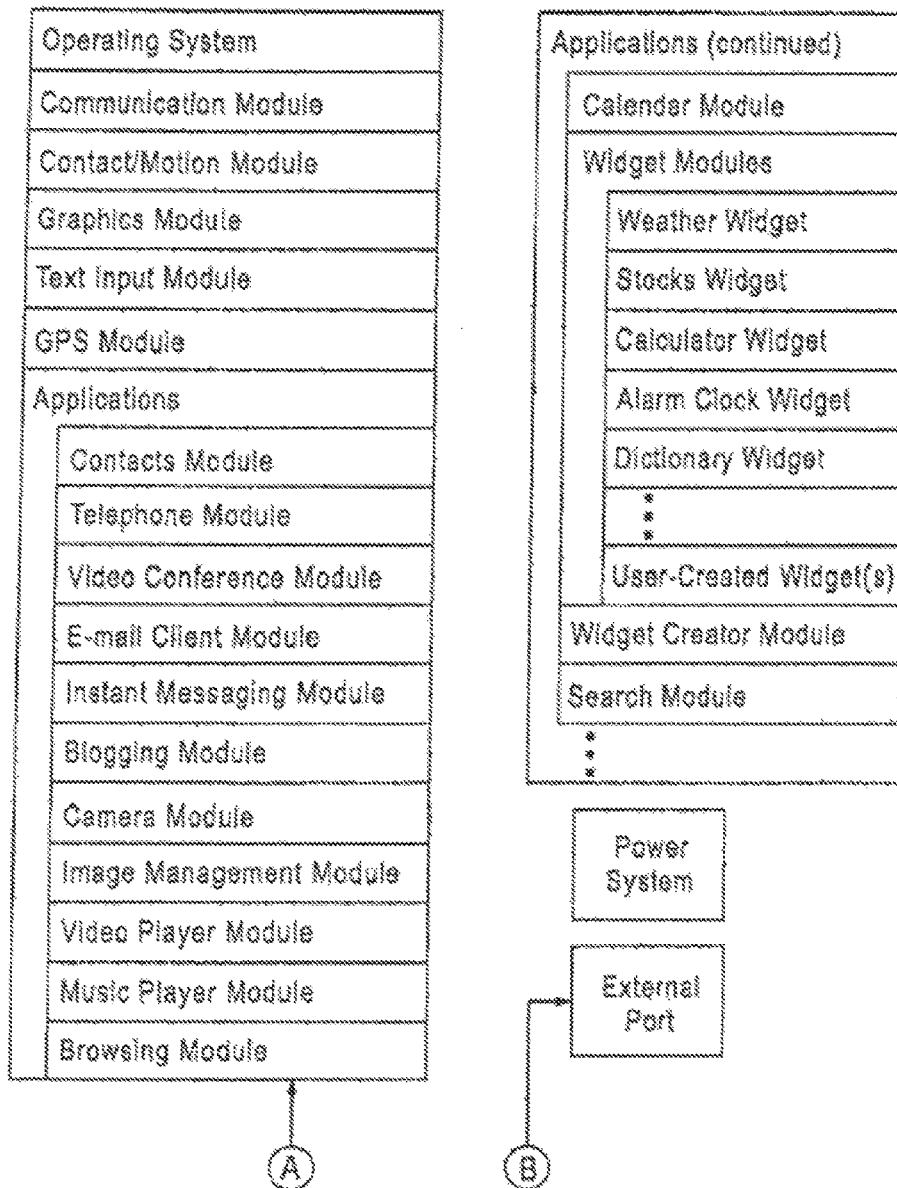 Operating System
Communication Module
Contact/Motion Module
Graphics Module
Text Input Module
GPS Module
Applications
Contacts Module
Telephone Module
Video Conference Module
E-mail Client Module
Instant Messaging Module
Blogging Module
Camera Module
Image Management Module
Video Player Module
Music Player Module
Browsing Module
A
Applications (continued)
Calendar Module
Widget Modules
Weather Widget
Stocks Widget
Calculator Widget
Alarm Clock Widget
Dictionary Widget
User-Created Widget(s)
Widget Creator Module
Search Module
Power
System
External
Port
B